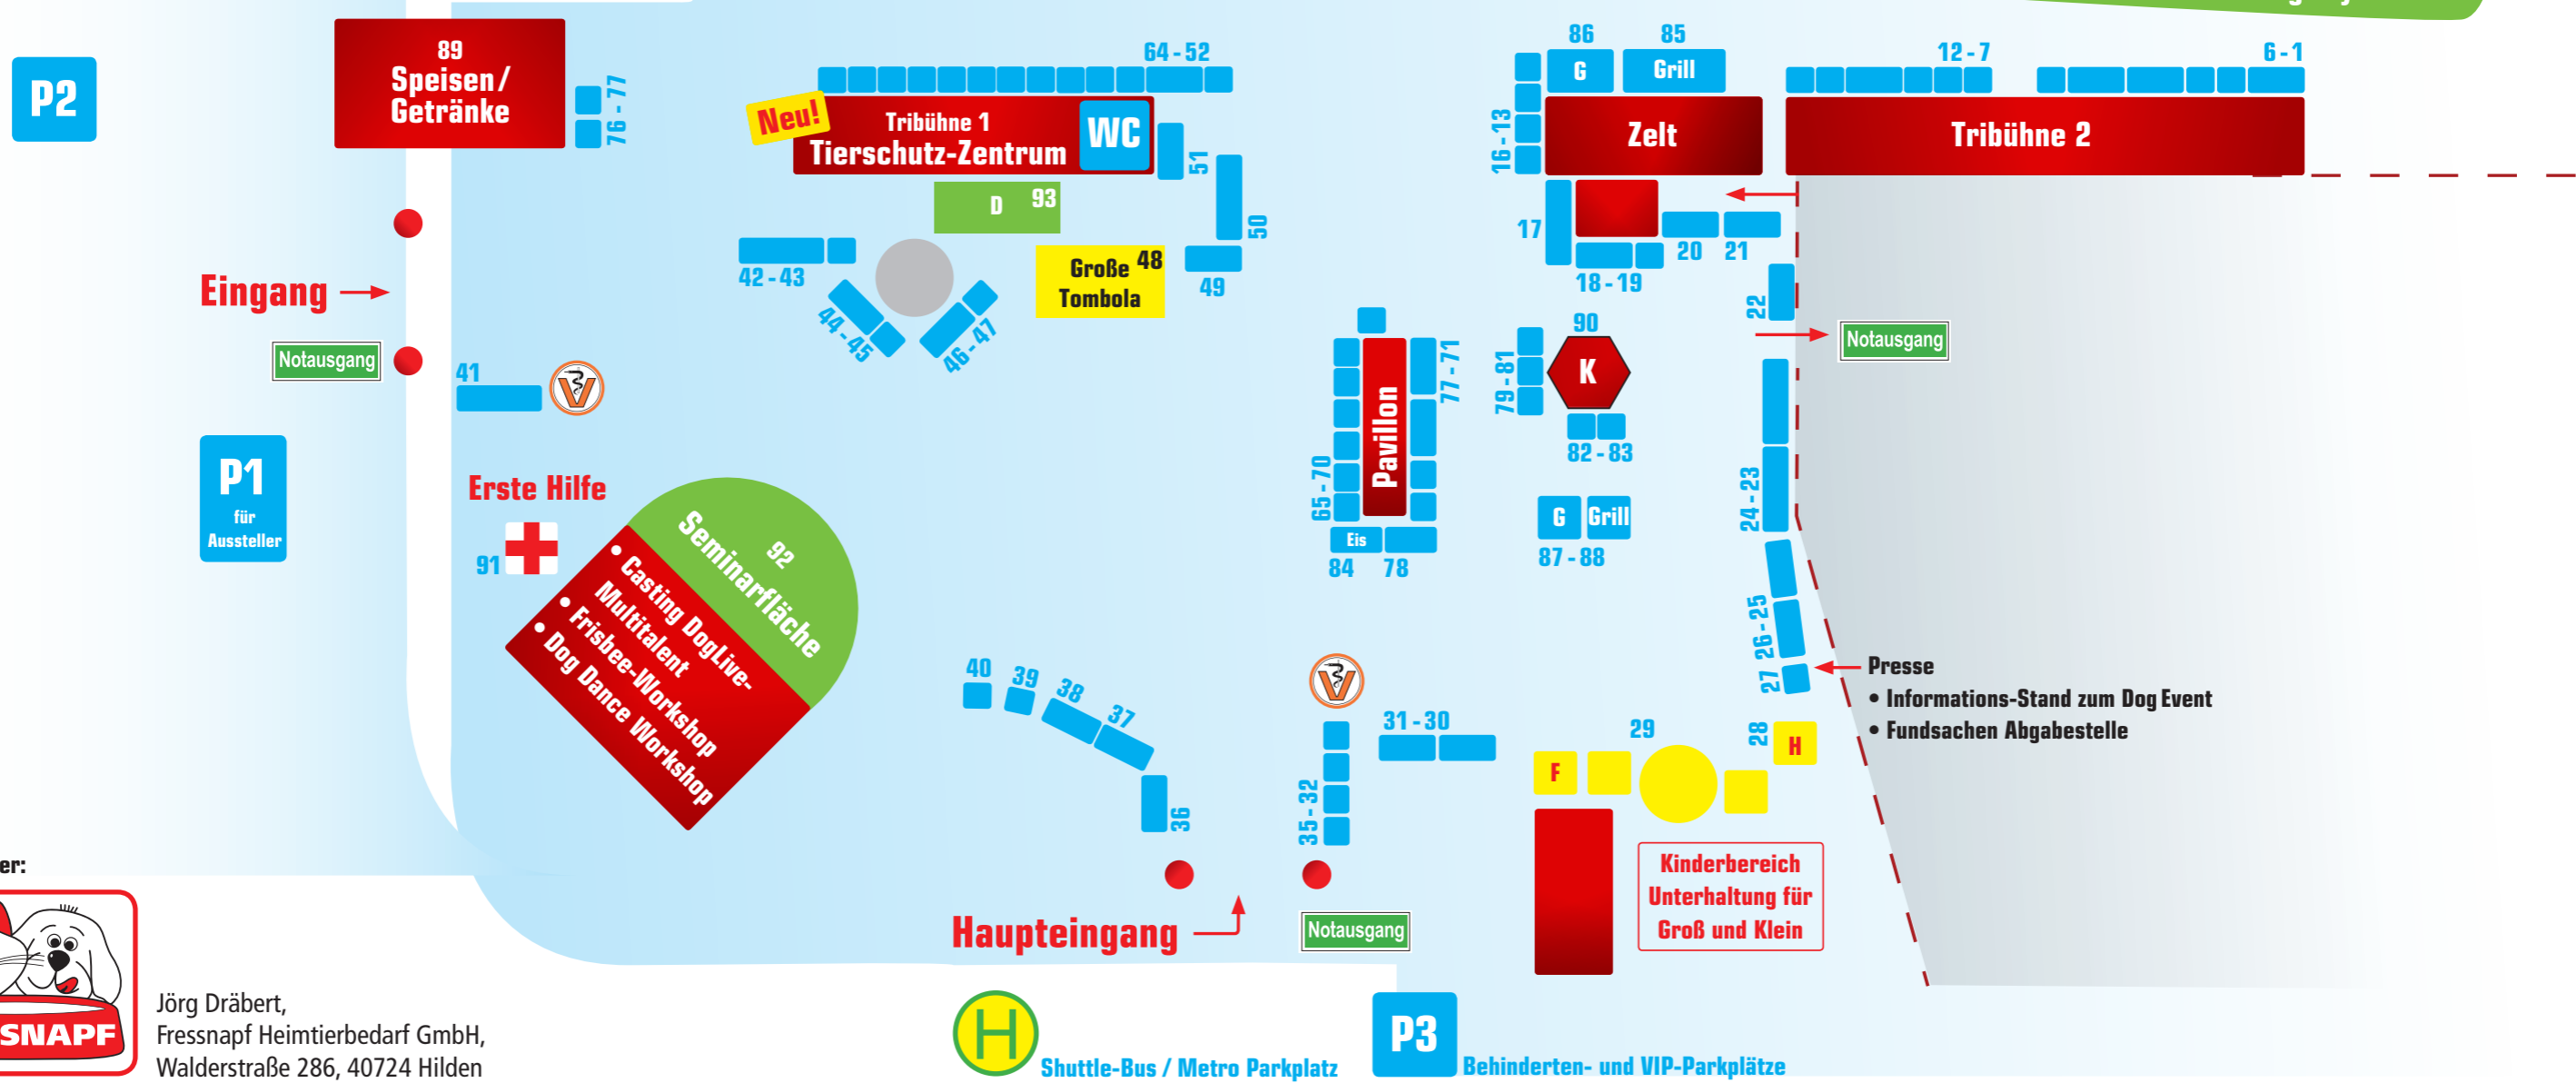 P2
89
Speisen/
Getränke
76 - 77
64 - 52
Neu!
Tribühne 1
Tierschutz-Zentrum
WC
51
50
49
D 93
Große 48
Tombola
42 - 43
44 - 45
46 - 47
86
85
G
Grill
16 - 13
Zelt
12 - 7
6 - 1
Tribühne 2
17
18 - 19
20
21
22
Notausgang
Eingang
Notausgang
41
V
P1
für
Aussteller
Erste Hilfe
91
92
Seminarfläche
• Casting DogLive-
Multitalent
• Frisbee-Workshop
• Dog Dance Workshop
Pavillon
77 - 71
65 - 70
Eis
84
78
90
K
79 - 81
82 - 83
G
Grill
87 - 88
24 - 23
26 - 25
27
Presse
• Informations-Stand zum Dog Event
• Fundsachen Abgabestelle
28
H
29
F
Kinderbereich
Unterhaltung für
Groß und Klein
40
39
38
37
36
V
31 - 30
35 - 32
Haupteingang
Notausgang
er:
SNAPF
Jörg Dräbert,
Fressnapf Heimtierbedarf GmbH,
Walderstraße 286, 40724 Hilden
H
Shuttle-Bus / Metro Parkplatz
P3
Behinderten- und VIP-Parkplätze